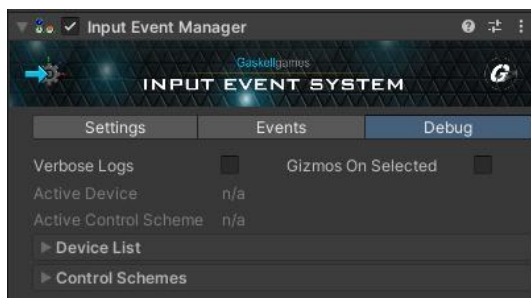 Input Event Manager
Gaskellgames
INPUT EVENT SYSTEM
G
Settings Events Debug
Verbose Logs Gizmos On Selected
Active Device n/a
Active Control Scheme n/a
Device List
Control Schemes